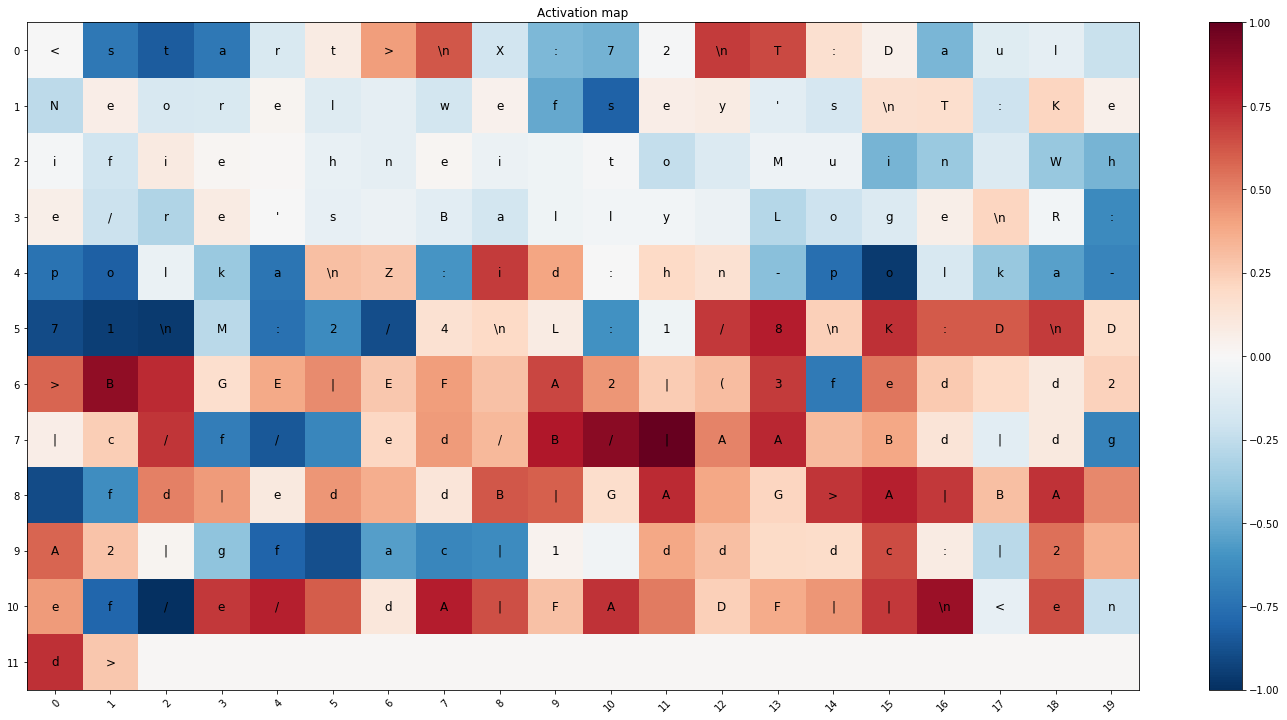 Activation map
0 < s t a r t > \n X : 7 2 \n T : D a u l
1 N e o r e l w e f s e y ' s \n T : K e
2 i f i e h n e i t o M u i n W h
3 e / r e ' s B a l l y L o g e \n R :
4 p o l k a \n Z : i d : h n - p o l k a -
5 7 1 \n M : 2 / 4 \n L : 1 / 8 \n K : D \n D
6 > B G E | E F A 2 | ( 3 f e d d 2
7 | c / f / e d / B / | A A B d | d g
8 f d | e d d B | G A G > A | B A
9 A 2 | g f a c | 1 d d d c : | 2
10 e f / e / d A | F A D F | | \n < e n
11 d >
0 1 2 3 4 5 6 7 8 9 10 11 12 13 14 15 16 17 18 19
1.00
0.75
0.50
0.25
0.00
−0.25
−0.50
−0.75
−1.00